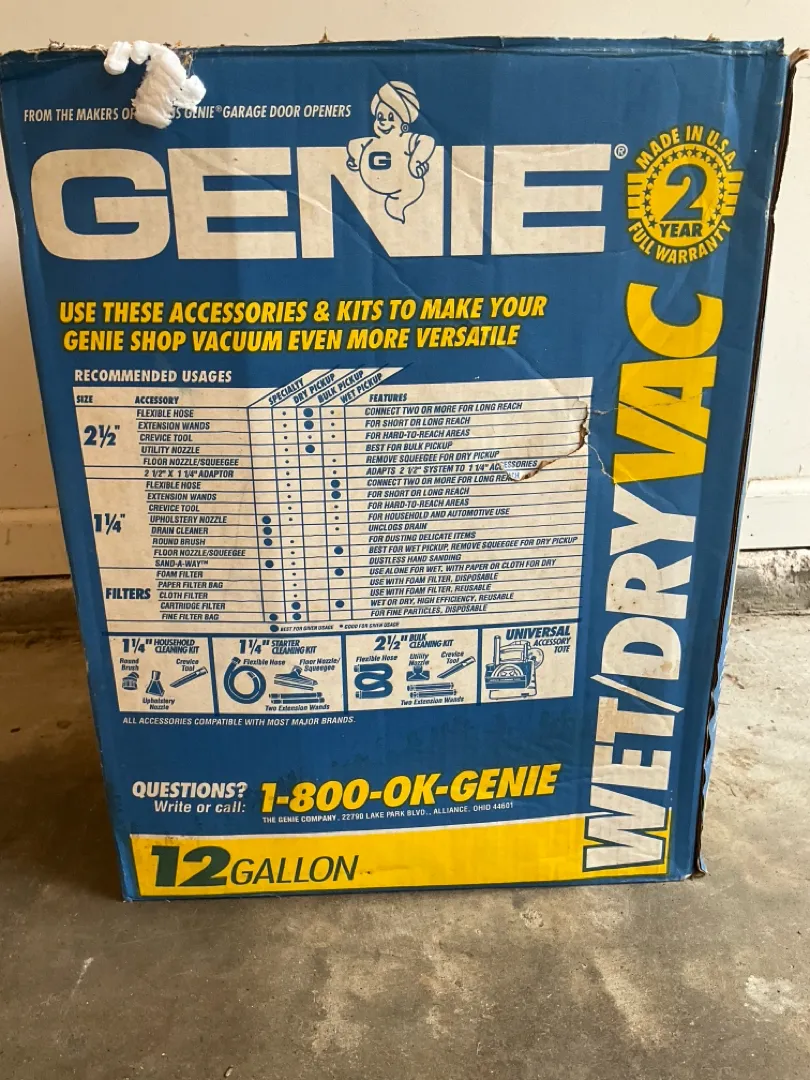 FROM THE MAKERS OF GENIE® GARAGE DOOR OPENERS
GENIE®
G
MADE IN U.S.A.
2
YEAR
FULL WARRANTY
USE THESE ACCESSORIES & KITS TO MAKE YOUR
GENIE SHOP VACUUM EVEN MORE VERSATILE
RECOMMENDED USAGES
SPECIALTY
DRY PICKUP
BULK PICKUP
WET PICKUP
SIZE ACCESSORY FEATURES
2½"
FLEXIBLE HOSE CONNECT TWO OR MORE FOR LONG REACH
EXTENSION WANDS FOR SHORT OR LONG REACH
CREVICE TOOL FOR HARD-TO-REACH AREAS
UTILITY NOZZLE BEST FOR BULK PICKUP
FLOOR NOZZLE/SQUEEGEE REMOVE SQUEEGEE FOR DRY PICKUP
2 1/2" X 1 1/4" ADAPTOR ADAPTS 2 1/2" SYSTEM TO 1 1/4" ACCESSORIES
1¼"
FLEXIBLE HOSE CONNECT TWO OR MORE FOR LONG REACH
EXTENSION WANDS FOR SHORT OR LONG REACH
CREVICE TOOL FOR HARD-TO-REACH AREAS
UPHOLSTERY NOZZLE FOR HOUSEHOLD AND AUTOMOTIVE USE
DRAIN CLEANER UNCLOGS DRAIN
ROUND BRUSH FOR DUSTING DELICATE ITEMS
FLOOR NOZZLE/SQUEEGEE BEST FOR WET PICKUP, REMOVE SQUEEGEE FOR DRY PICKUP
SAND-A-WAY™ DUSTLESS HAND SANDING
FILTERS
FOAM FILTER USE ALONE FOR WET, WITH PAPER OR CLOTH FOR DRY
PAPER FILTER BAG USE WITH FOAM FILTER, DISPOSABLE
CLOTH FILTER USE WITH FOAM FILTER, REUSABLE
CARTRIDGE FILTER WET OR DRY, HIGH EFFICIENCY, REUSABLE
FINE FILTER BAG FOR FINE PARTICLES, DISPOSABLE
● BEST FOR GIVEN USAGE • GOOD FOR GIVEN USAGE
1¼" HOUSEHOLD CLEANING KIT
Round Brush
Crevice Tool
Upholstery Nozzle
1¼" STARTER CLEANING KIT
Flexible Hose
Floor Nozzle/ Squeegee
Two Extension Wands
2½" BULK CLEANING KIT
Flexible Hose
Utility Nozzle
Crevice Tool
Two Extension Wands
UNIVERSAL
ACCESSORY
TOTE
ALL ACCESSORIES COMPATIBLE WITH MOST MAJOR BRANDS.
QUESTIONS?
Write or call:
1-800-OK-GENIE
THE GENIE COMPANY, 22790 LAKE PARK BLVD., ALLIANCE, OHIO 44601
12 GALLON
WET/DRY VAC